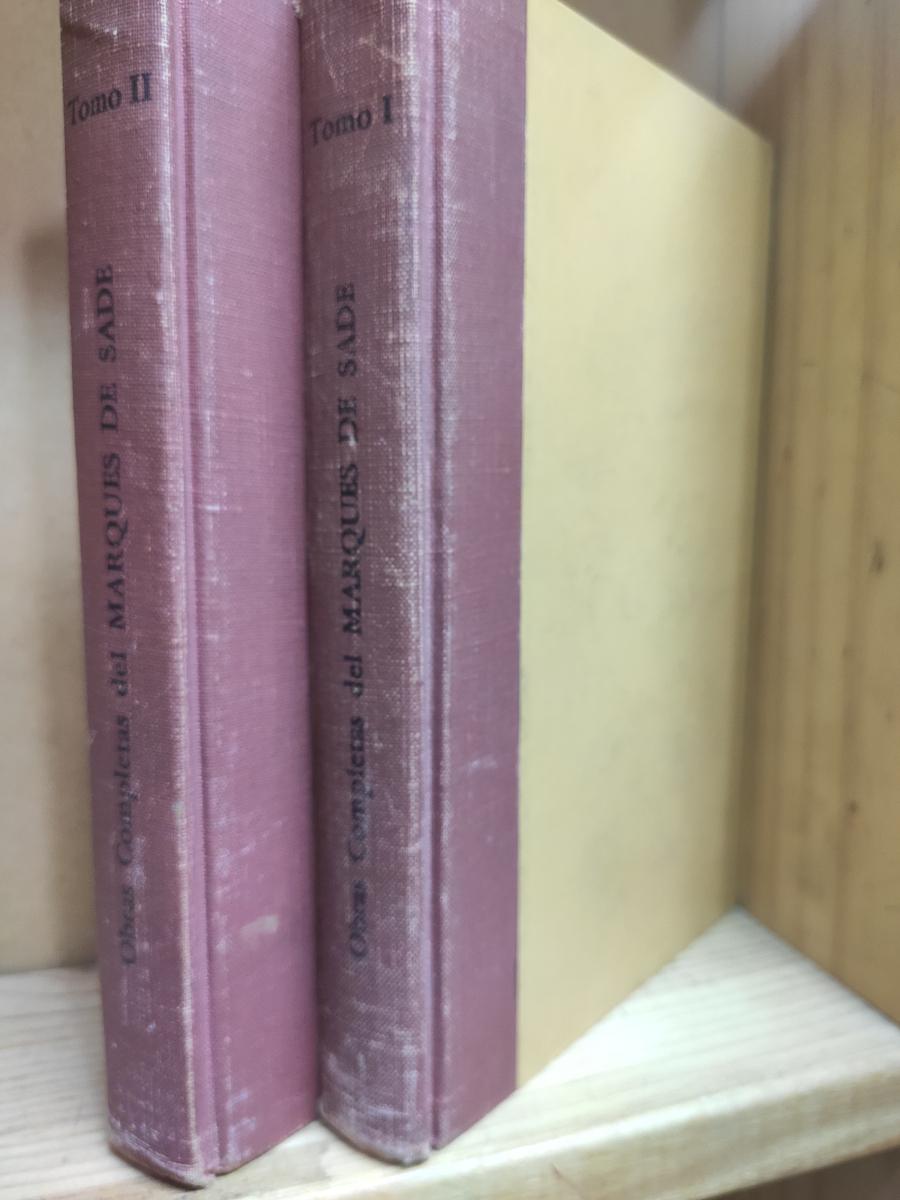 Tomo II
Obras Completas del MARQUES DE SADE
Tomo I
Obras Completas del MARQUES DE SADE